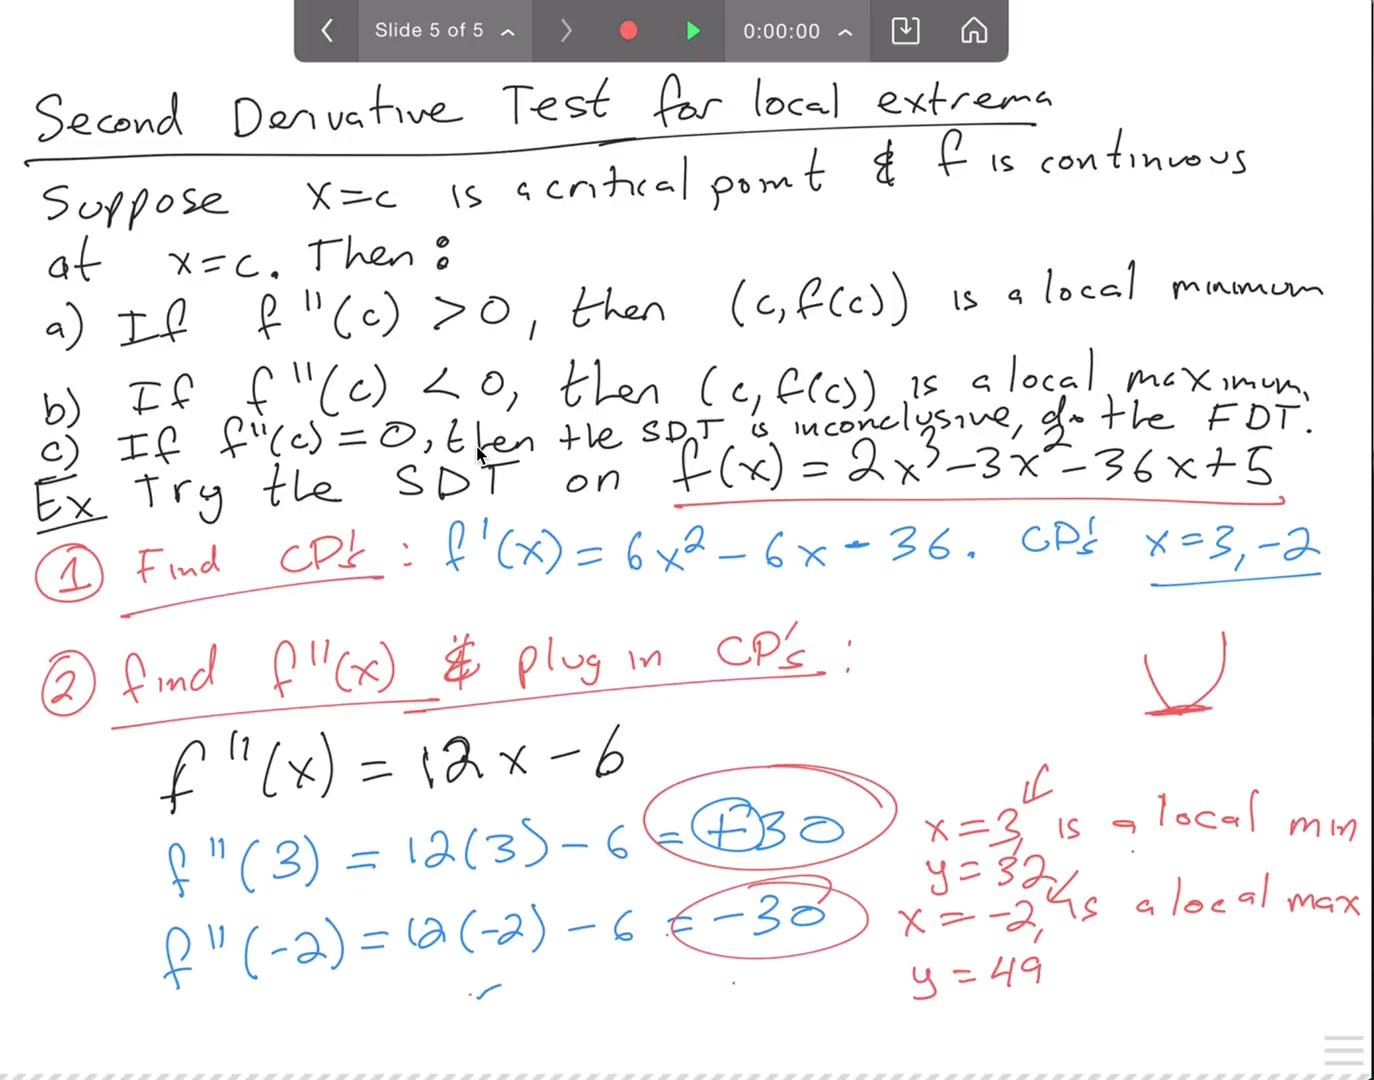 Slide 5 of 5
0:00:00
Second Derivative Test for local extrema
Suppose x=c is a critical point & f is continuous
at x=c. Then:
a) If f"(c) >0, then (c,f(c)) is a local minimum
b) If f"(c) <0, then (c,f(c)) is a local maximum.
c) If f"(c)=0, then the SDT is inconclusive, do the FDT.
Ex Try the SDT on f(x) = 2x³-3x²-36x+5
① Find CP's : f'(x) = 6x²-6x-36. CP's x=3,-2
② find f"(x) & plug in CP's :
f"(x) = 12x-6
f"(3) = 12(3)-6 = +30 x=3, is a local min
y=32
f"(-2) = 12(-2)-6 = -30 x=-2, is a local max
y=49